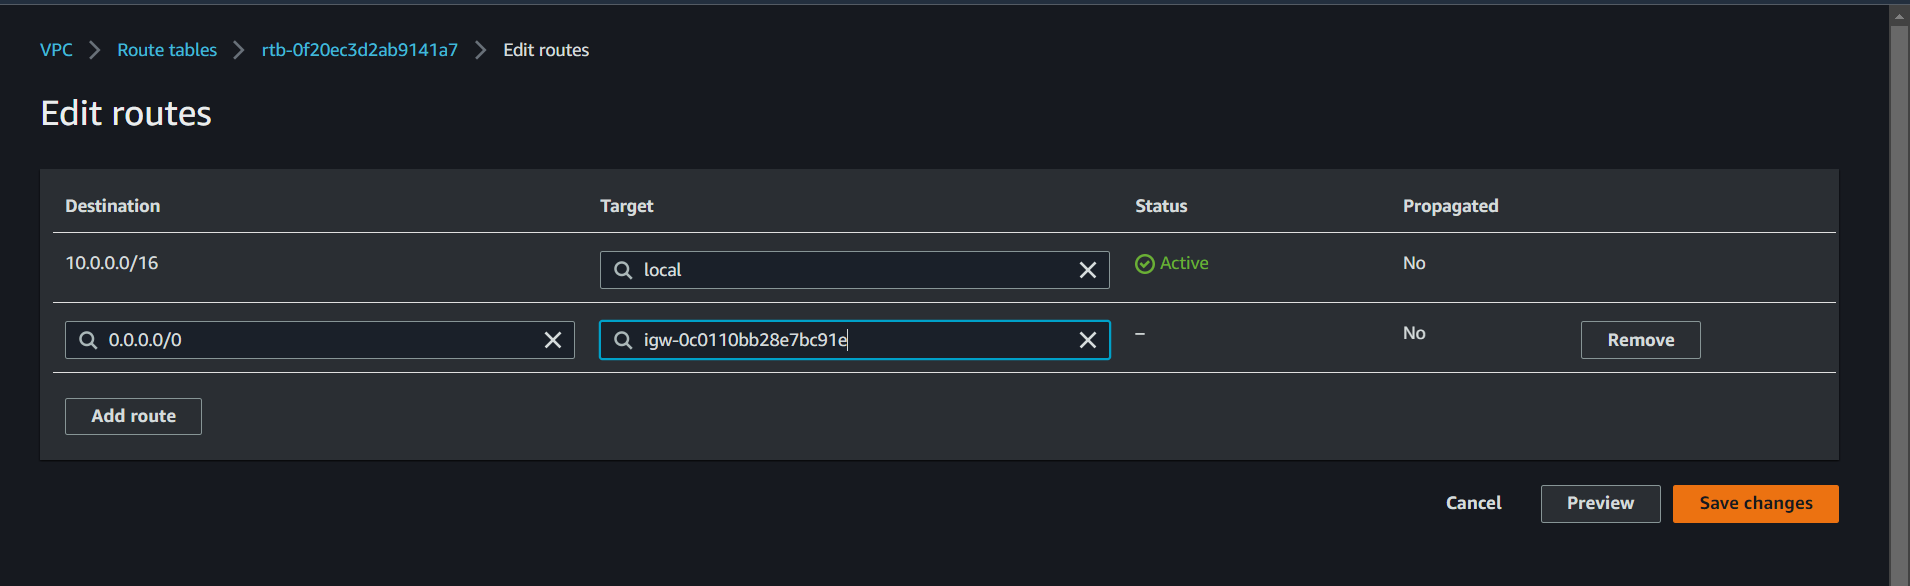 VPC > Route tables > rtb-0f20ec3d2ab9141a7 > Edit routes
Edit routes
Destination Target Status Propagated
10.0.0.0/16 local Active No
0.0.0.0/0 igw-0c0110bb28e7bc91e – No Remove
Add route
Cancel Preview Save changes